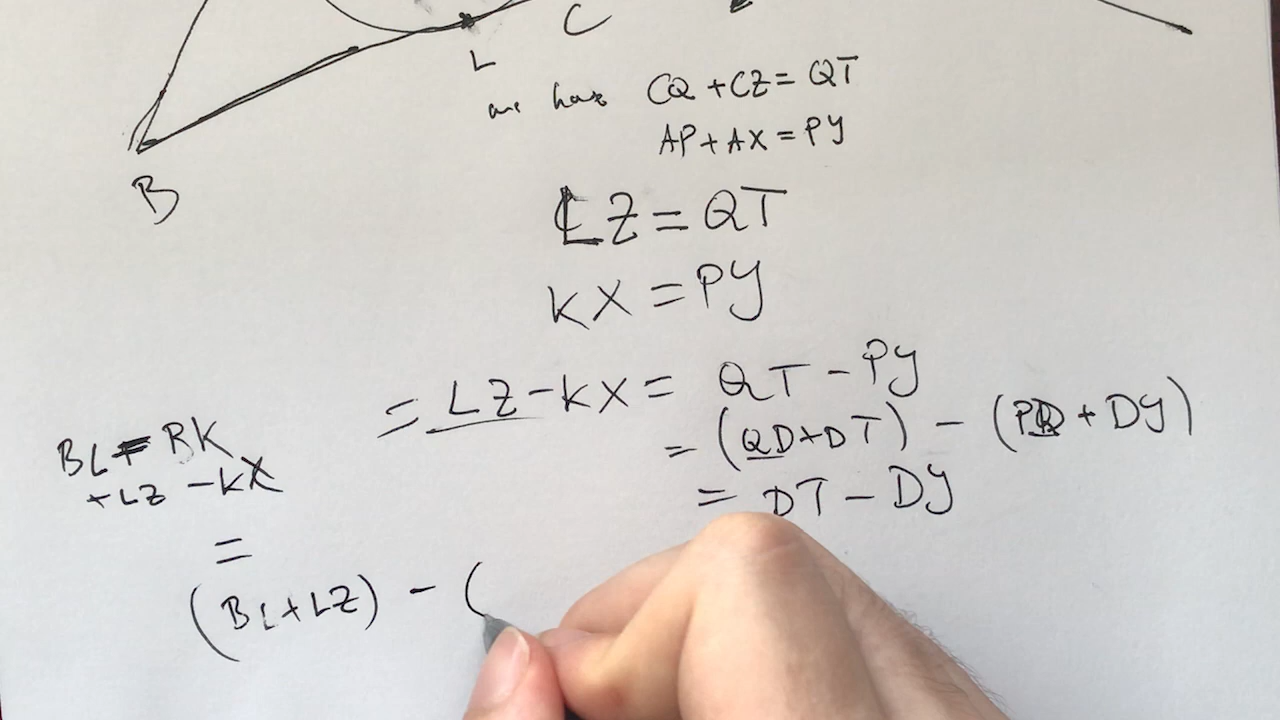 C
L
we have CQ + CZ = QT
AP + AX = PY
B
LZ = QT
KX = PY
= LZ - KX = QT - PY
= (QD + DT) - (PD + DY)
= DT - DY
BL - BK
+ LZ - KX
=
(BL + LZ) - (